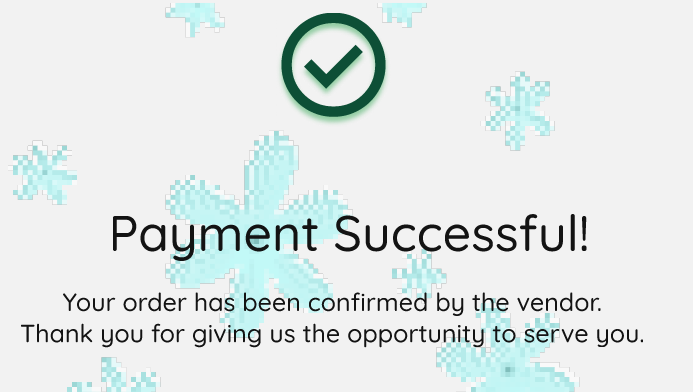 Payment Successful!
Your order has been confirmed by the vendor.
Thank you for giving us the opportunity to serve you.